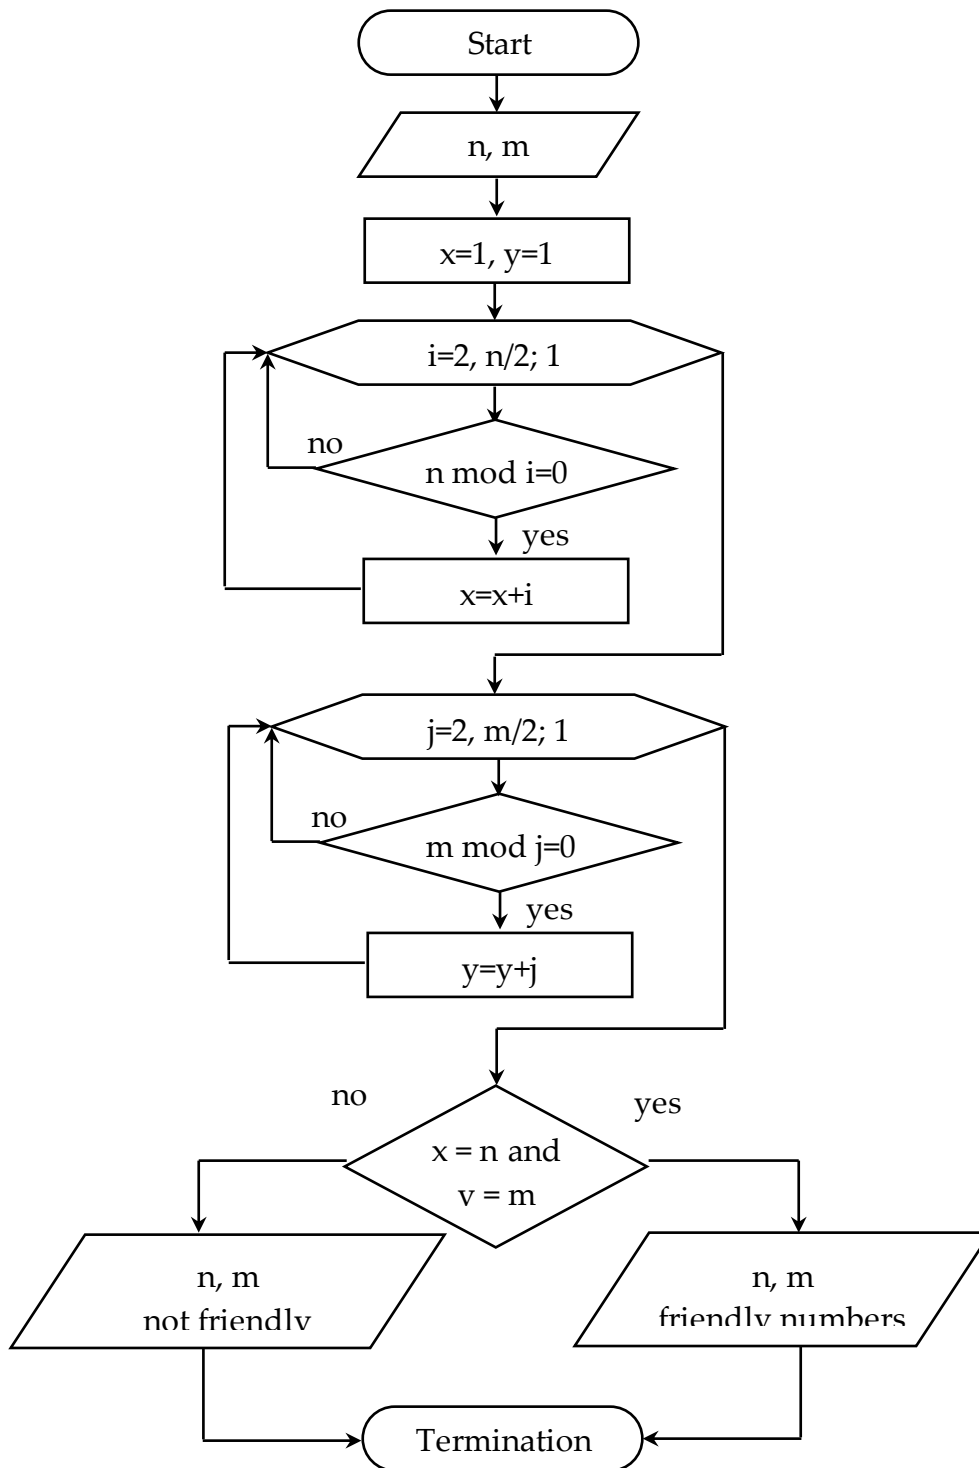 Start
n, m
x=1, y=1
i=2, n/2; 1
no
n mod i=0
yes
x=x+i
j=2, m/2; 1
no
m mod j=0
yes
y=y+j
no
yes
x = n and
v = m
n, m
not friendly
n, m
friendly numbers
Termination